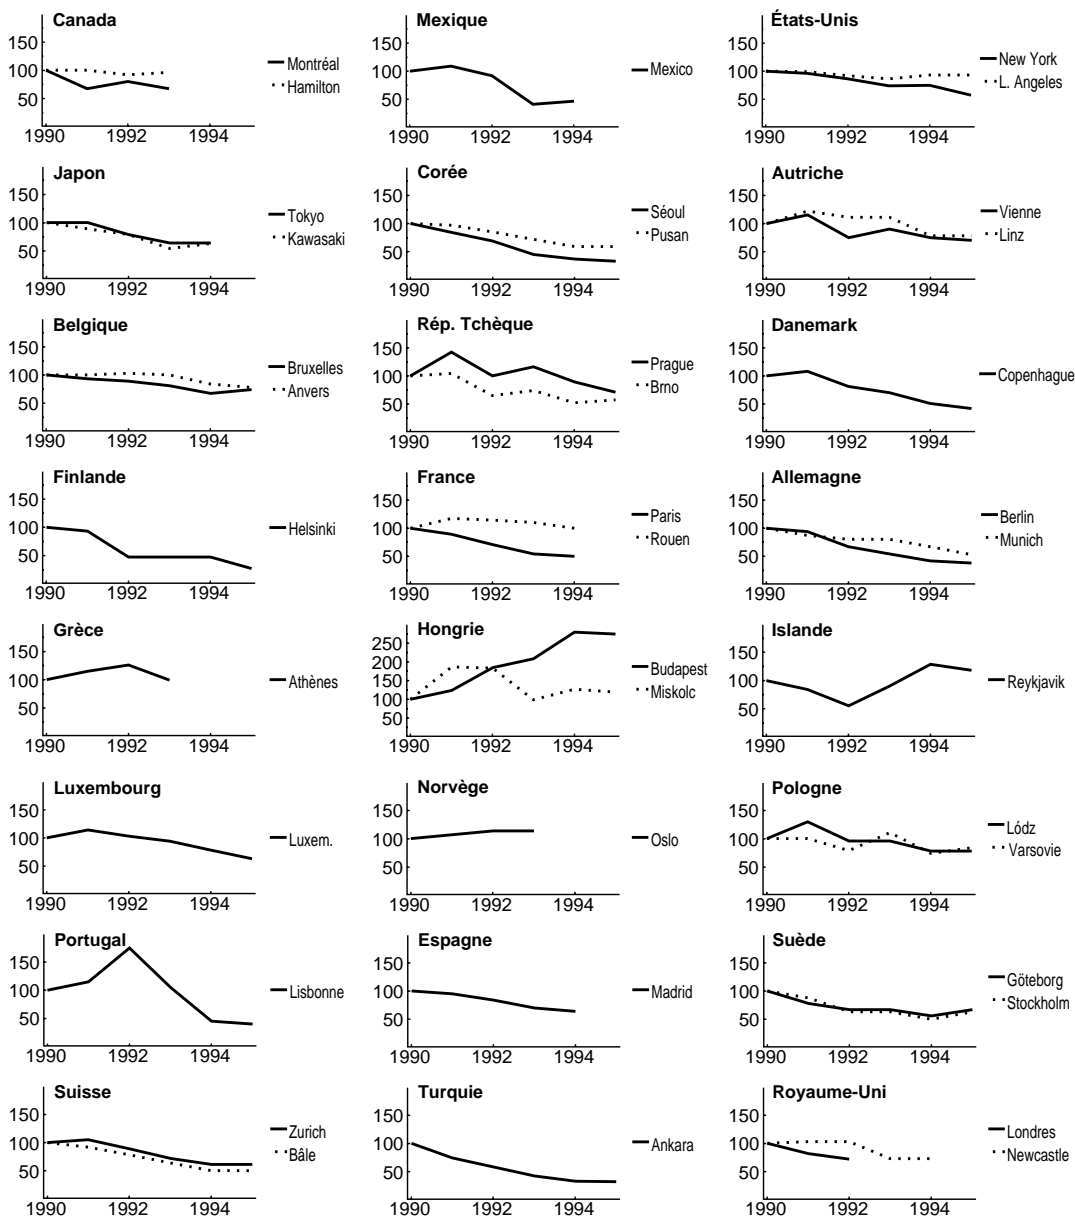 Canada
150
100
50
1990 1992 1994
Montréal
Hamilton
Mexique
150
100
50
1990 1992 1994
Mexico
États-Unis
150
100
50
1990 1992 1994
New York
L. Angeles
Japon
150
100
50
1990 1992 1994
Tokyo
Kawasaki
Corée
150
100
50
1990 1992 1994
Séoul
Pusan
Autriche
150
100
50
1990 1992 1994
Vienne
Linz
Belgique
150
100
50
1990 1992 1994
Bruxelles
Anvers
Rép. Tchèque
150
100
50
1990 1992 1994
Prague
Brno
Danemark
150
100
50
1990 1992 1994
Copenhague
Finlande
150
100
50
1990 1992 1994
Helsinki
France
150
100
50
1990 1992 1994
Paris
Rouen
Allemagne
150
100
50
1990 1992 1994
Berlin
Munich
Grèce
150
100
50
1990 1992 1994
Athènes
Hongrie
250
200
150
100
50
1990 1992 1994
Budapest
Miskolc
Islande
150
100
50
1990 1992 1994
Reykjavik
Luxembourg
150
100
50
1990 1992 1994
Luxem.
Norvège
150
100
50
1990 1992 1994
Oslo
Pologne
150
100
50
1990 1992 1994
Lódz
Varsovie
Portugal
150
100
50
1990 1992 1994
Lisbonne
Espagne
150
100
50
1990 1992 1994
Madrid
Suède
150
100
50
1990 1992 1994
Göteborg
Stockholm
Suisse
150
100
50
1990 1992 1994
Zurich
Bâle
Turquie
150
100
50
1990 1992 1994
Ankara
Royaume-Uni
150
100
50
1990 1992 1994
Londres
Newcastle